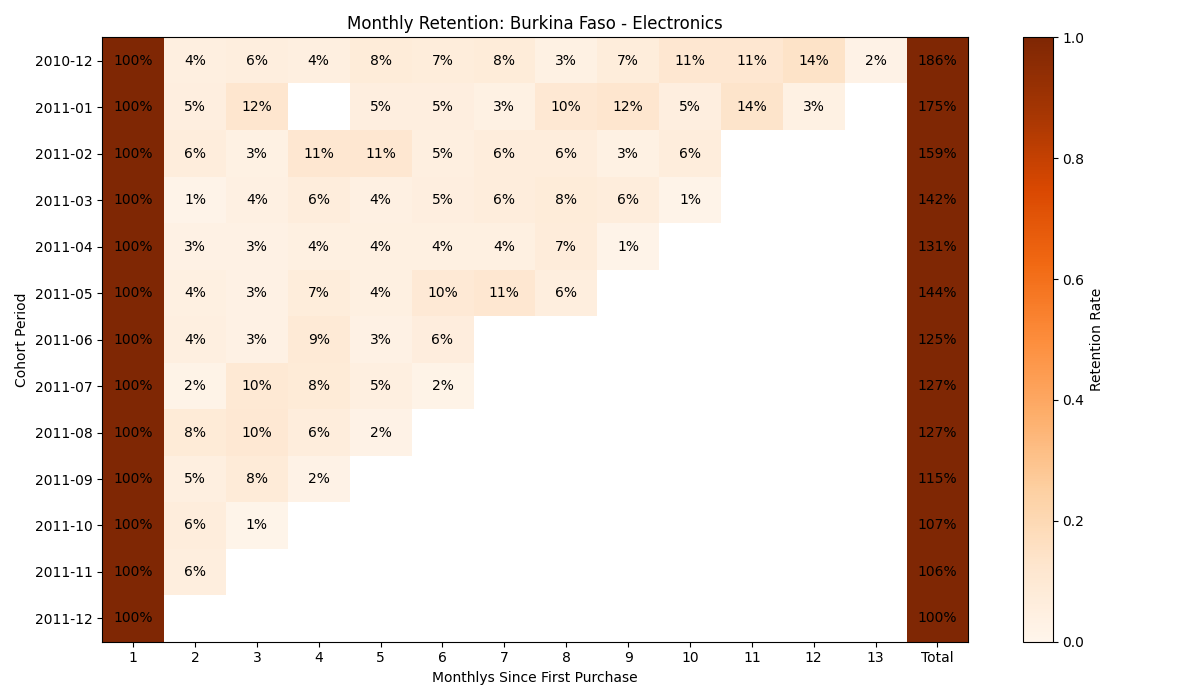 Monthly Retention: Burkina Faso - Electronics
2010-12 100% 4% 6% 4% 8% 7% 8% 3% 7% 11% 11% 14% 2% 186%
2011-01 100% 5% 12% 5% 5% 3% 10% 12% 5% 14% 3% 175%
2011-02 100% 6% 3% 11% 11% 5% 6% 6% 3% 6% 159%
2011-03 100% 1% 4% 6% 4% 5% 6% 8% 6% 1% 142%
2011-04 100% 3% 3% 4% 4% 4% 4% 7% 1% 131%
2011-05 100% 4% 3% 7% 4% 10% 11% 6% 144%
2011-06 100% 4% 3% 9% 3% 6% 125%
2011-07 100% 2% 10% 8% 5% 2% 127%
2011-08 100% 8% 10% 6% 2% 127%
2011-09 100% 5% 8% 2% 115%
2011-10 100% 6% 1% 107%
2011-11 100% 6% 106%
2011-12 100% 100%
1 2 3 4 5 6 7 8 9 10 11 12 13 Total
Monthlys Since First Purchase
Cohort Period
1.0
0.8
0.6
0.4
0.2
0.0
Retention Rate